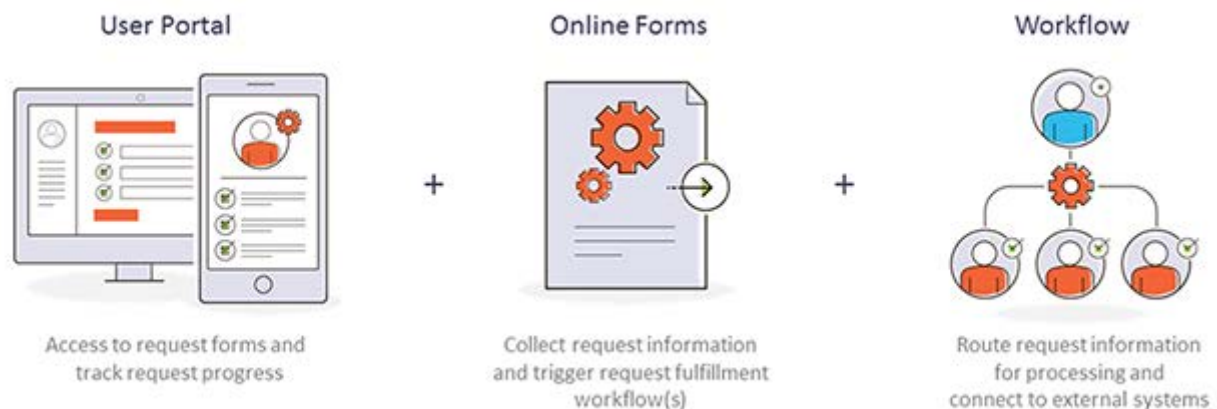 User Portal
Online Forms
Workflow
+
+
Access to request forms and
track request progress
Collect request information
and trigger request fulfillment
workflow(s)
Route request information
for processing and
connect to external systems